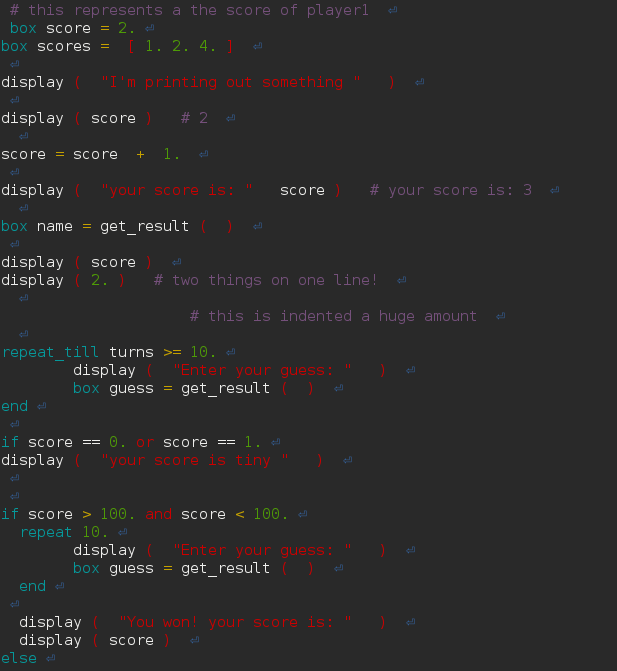 # this represents a the score of player1 ⏎
box score = 2. ⏎
box scores = [ 1. 2. 4. ] ⏎
⏎
display ( "I'm printing out something " ) ⏎
⏎
display ( score ) # 2 ⏎
⏎
score = score + 1. ⏎
⏎
display ( "your score is: " score ) # your score is: 3 ⏎
⏎
box name = get_result ( ) ⏎
⏎
display ( score ) ⏎
display ( 2. ) # two things on one line! ⏎
⏎
# this is indented a huge amount ⏎
⏎
repeat_till turns >= 10. ⏎
display ( "Enter your guess: " ) ⏎
box guess = get_result ( ) ⏎
end ⏎
⏎
if score == 0. or score == 1. ⏎
display ( "your score is tiny " ) ⏎
⏎
⏎
if score > 100. and score < 100. ⏎
repeat 10. ⏎
display ( "Enter your guess: " ) ⏎
box guess = get_result ( ) ⏎
end ⏎
⏎
display ( "You won! your score is: " ) ⏎
display ( score ) ⏎
else ⏎